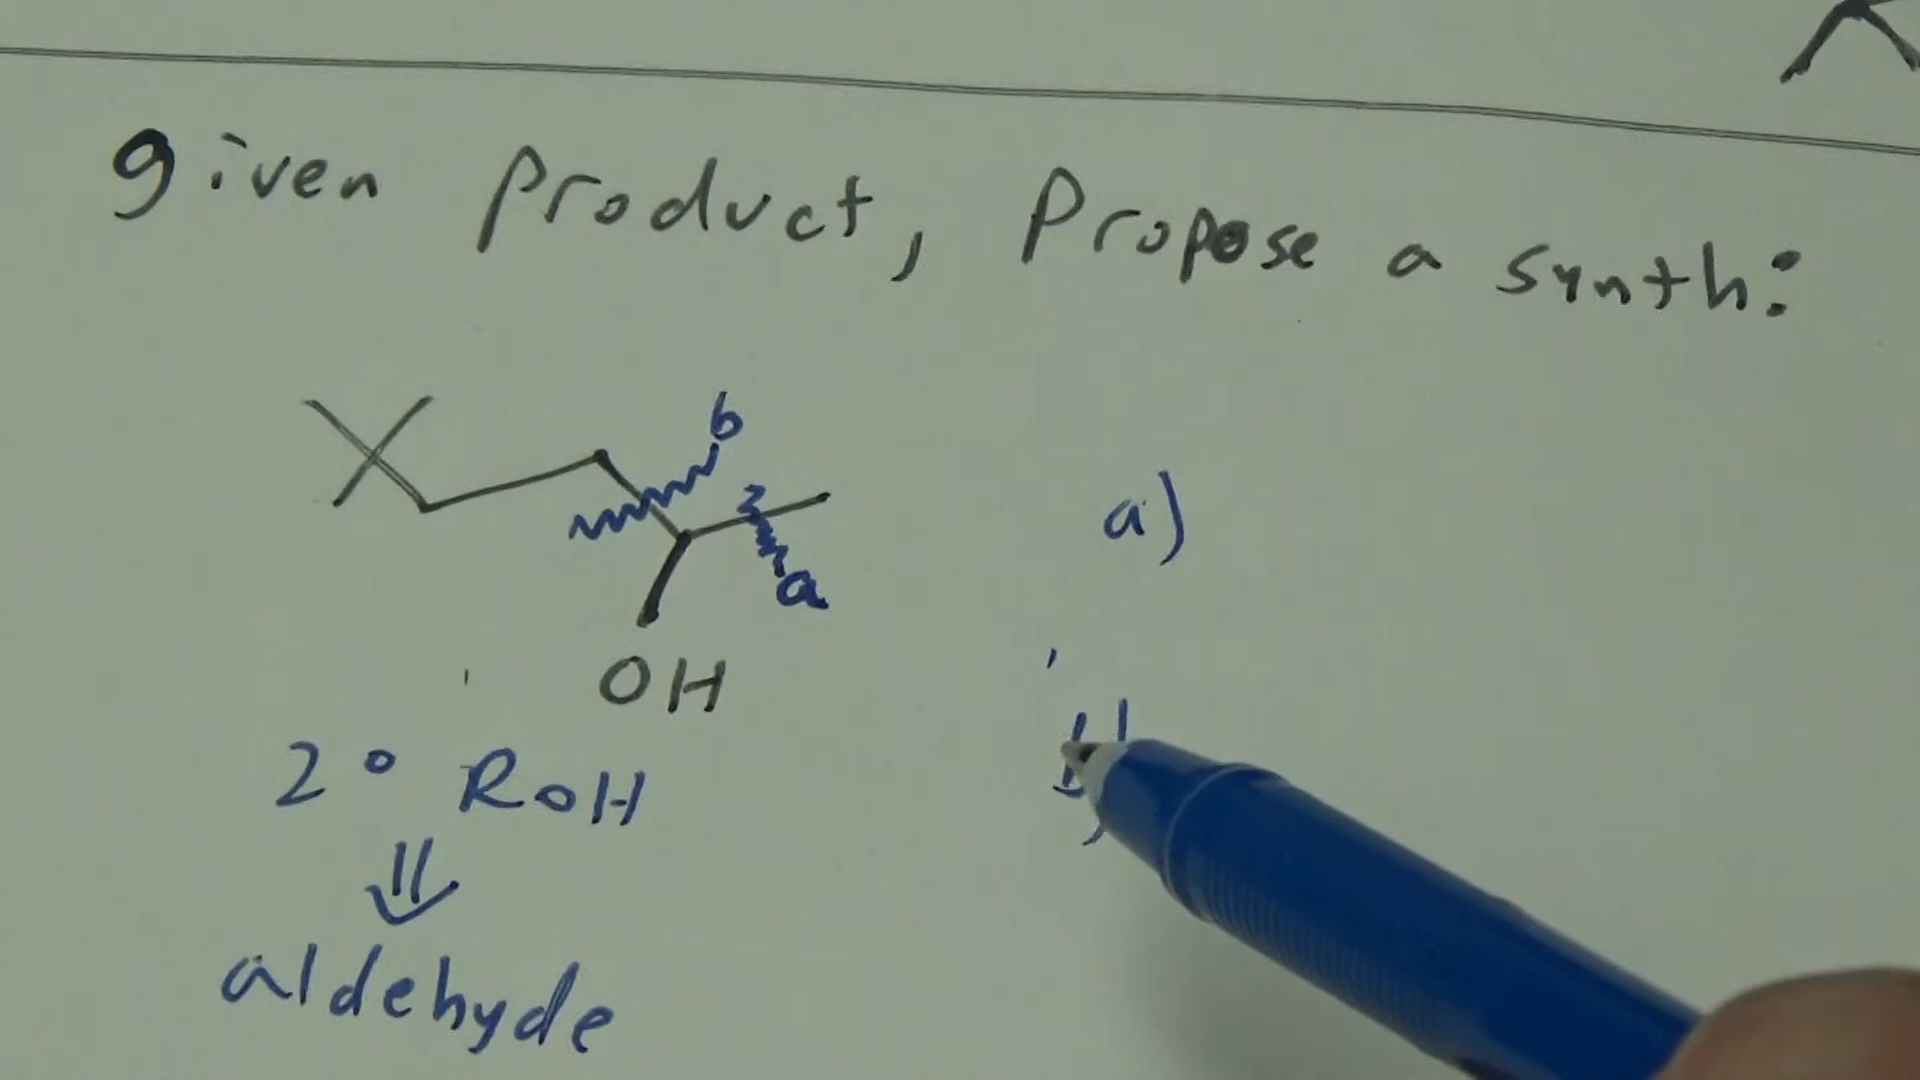 given product, Propose a synth:
b
a
OH
a)
b)
2° ROH
aldehyde